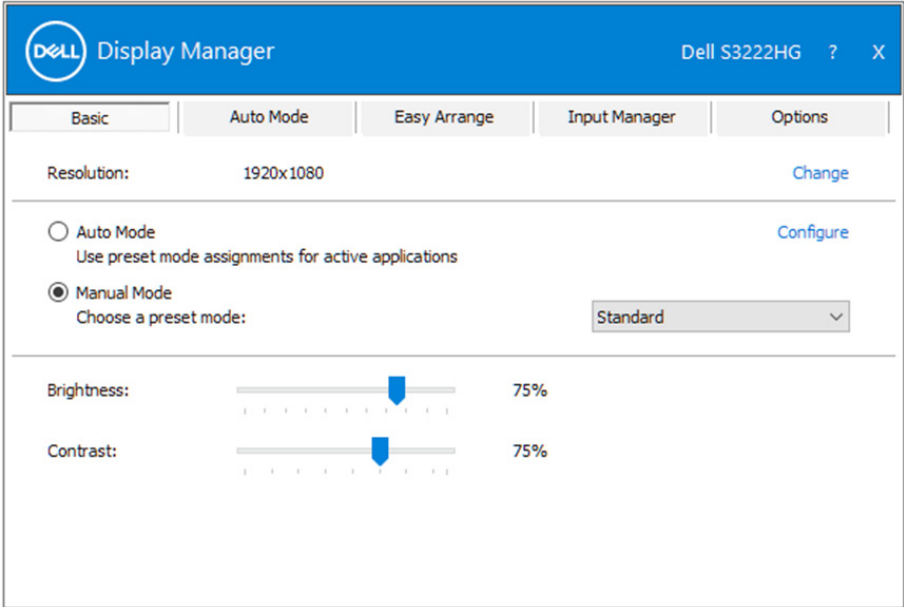 DELL Display Manager Dell S3222HG ? X
Basic Auto Mode Easy Arrange Input Manager Options
Resolution: 1920x1080 Change
Auto Mode Configure
Use preset mode assignments for active applications
Manual Mode
Choose a preset mode: Standard
Brightness: 75%
Contrast: 75%